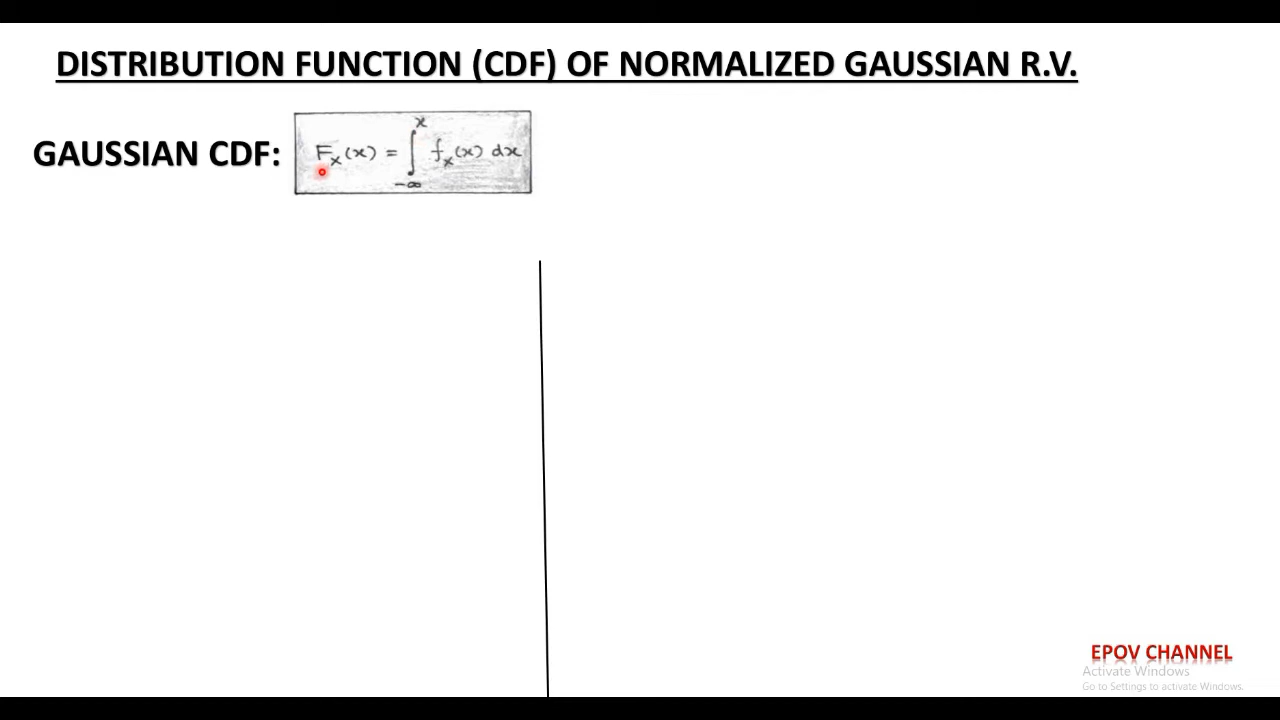 DISTRIBUTION FUNCTION (CDF) OF NORMALIZED GAUSSIAN R.V.
GAUSSIAN CDF: Fₓ(x) = ∫_{-∞}^{x} fₓ(x) dx
EPOV CHANNEL
Activate Windows
Go to Settings to activate Windows.